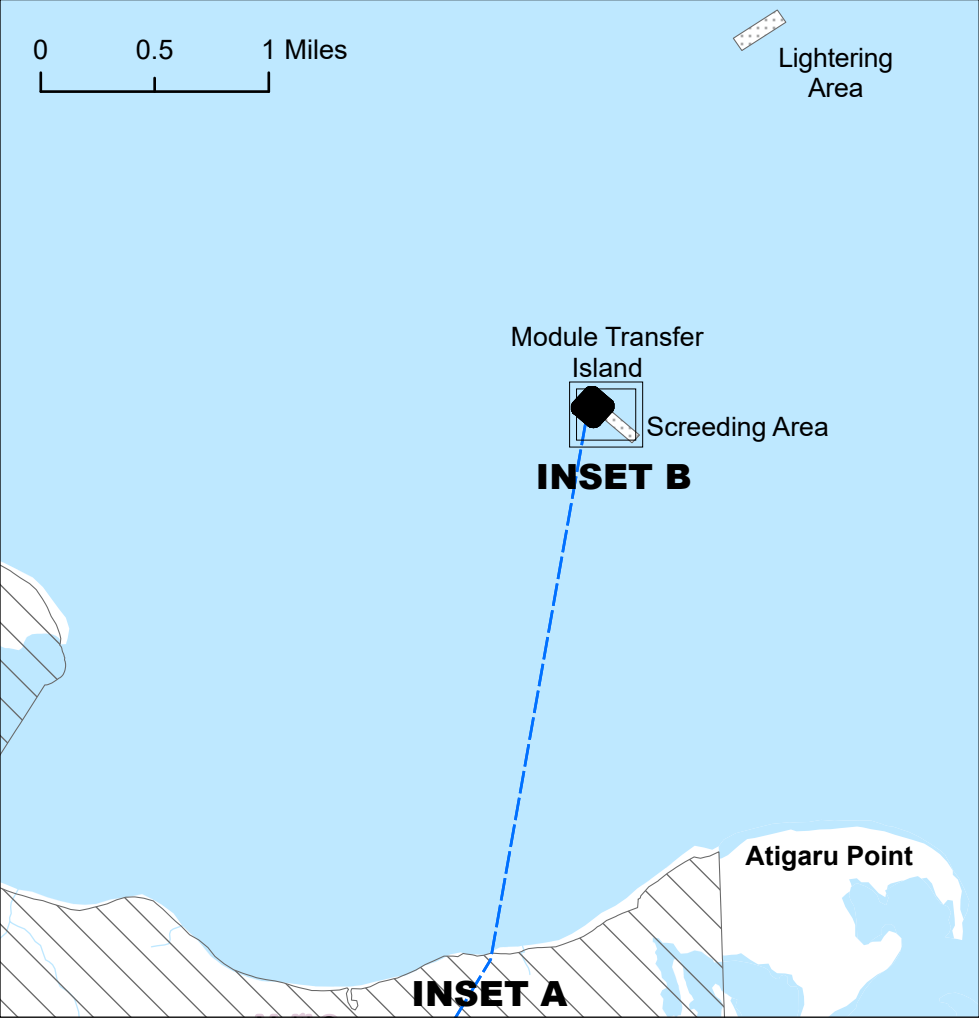 0 0.5 1 Miles
Lightering
Area
Module Transfer
Island
Screeding Area
INSET B
Atigaru Point
INSET A